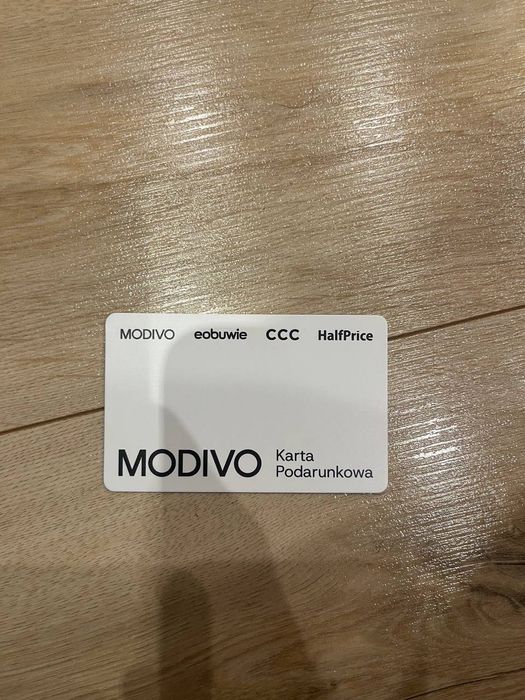 MODIVO eobuwie CCC HalfPrice
MODIVO Karta
Podarunkowa